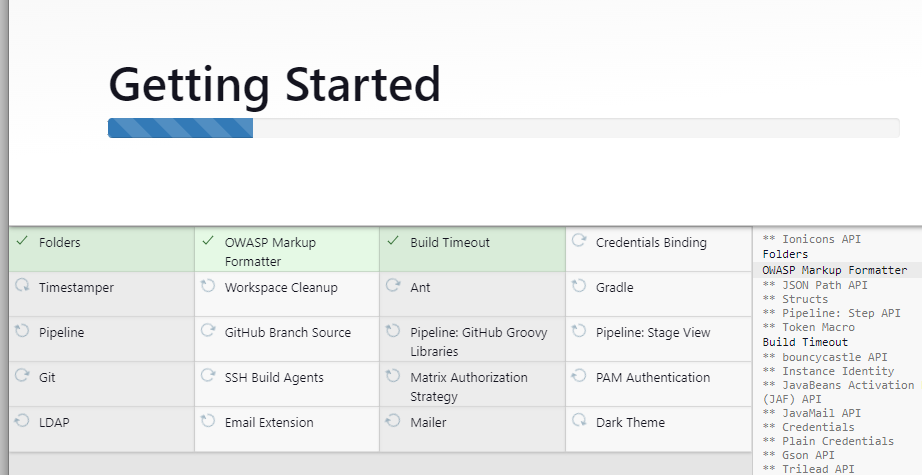 Getting Started
Folders
OWASP Markup
Formatter
Build Timeout
Credentials Binding
Timestamper
Workspace Cleanup
Ant
Gradle
Pipeline
GitHub Branch Source
Pipeline: GitHub Groovy
Libraries
Pipeline: Stage View
Git
SSH Build Agents
Matrix Authorization
Strategy
PAM Authentication
LDAP
Email Extension
Mailer
Dark Theme
** Ionicons API
Folders
OWASP Markup Formatter
** JSON Path API
** Structs
** Pipeline: Step API
** Token Macro
Build Timeout
** bouncycastle API
** Instance Identity
** JavaBeans Activation
(JAF) API
** JavaMail API
** Credentials
** Plain Credentials
** Gson API
** Trilead API